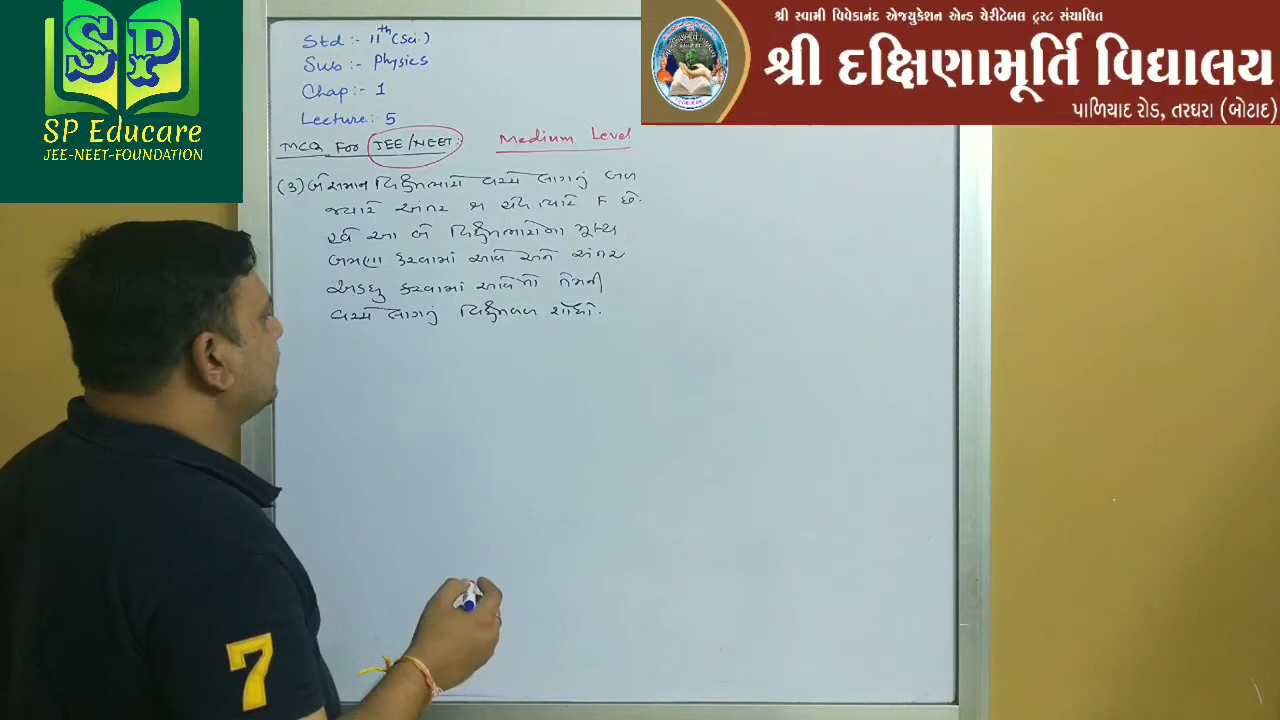 SP
SP Educare
JEE-NEET-FOUNDATION
શ્રી સ્વામી વિવેકાનંદ એજ્યુકેશન એન્ડ ચેરીટેબલ ટ્રસ્ટ સંચાલિત
શ્રી દક્ષિણામૂર્તિ વિદ્યાલય
પાળિયાદ રોડ, તરઘરા (બોટાદ)
Std :- 11th (Sci.)
Sub :- Physics
Chap :- 1
Lecture :- 5
MCQ For JEE/NEET:
Medium Level
(3) બે સમાન વિદ્યુતભારો વચ્ચે લાગતું બળ
જ્યારે અંતર r હોય ત્યારે F છે.
હવે આ બે વિદ્યુતભારોના મૂલ્ય
બમણા કરવામાં આવે અને અંતર
અડધુ કરવામાં આવે તો તેમની
વચ્ચે લાગતું વિદ્યુતબળ શોધો.
7